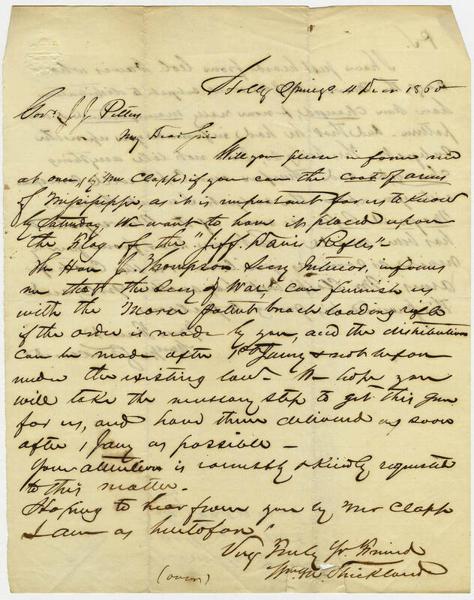 Holly Springs 4 Decr 1860
Govr. J. J. Pettus
My Dear Sir
Will you please inform me
at once, (by Mr Clapp) if you can the coat of arms
of Mississippi, as it is important for us to know
by Saturday. We want to have it placed upon
the Flag of the "Jeff. Davis Rifles"-
The Hon J. Thompson Secy Interior, informs
me that the Secy of War, can furnish us
with the Morse patent breach loading rifle
if the order is made by you, and the distribution
can be made after 1st Jany & not before
under the existing law - We hope you
will take the necessary step to get this Gun
for us, and have them delivered as soon
after 1 Jany as possible -
Your attention is earnestly & kindly requested
to this matter.
Hoping to hear from you by Mr Clapp
I am as heretofore
Very Truly Yr. Friend
Wm. M. Strickland
(over)